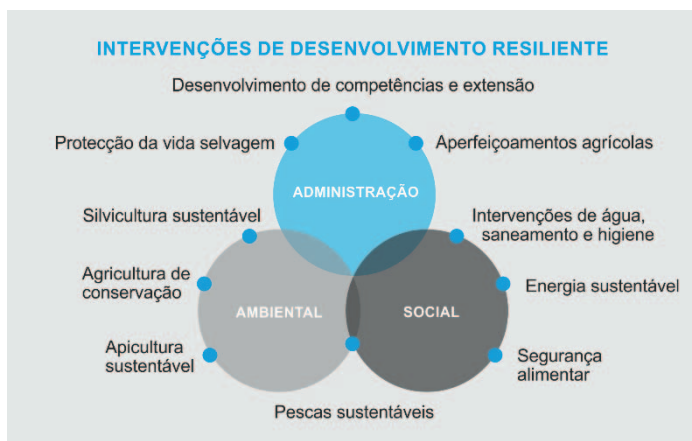 INTERVENÇÕES DE DESENVOLVIMENTO RESILIENTE
Desenvolvimento de competências e extensão
Protecção da vida selvagem
Aperfeiçoamentos agrícolas
ADMINISTRAÇÃO
Silvicultura sustentável
Intervenções de água,
saneamento e higiene
Agricultura de
conservação
Energia sustentável
AMBIENTAL
SOCIAL
Apicultura
sustentável
Segurança
alimentar
Pescas sustentáveis